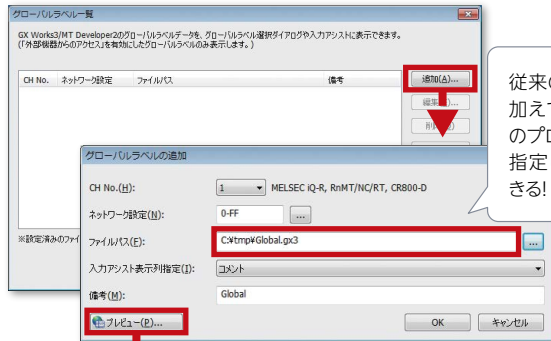 グローバルラベル一覧
GX Works3/MT Developer2のグローバルラベルデータを、グローバルラベル選択ダイアログや入力アシストに表示できます。
(「外部機器からのアクセス」を有効にしたグローバルラベルのみ表示します。)
CH No. ネットワーク設定 ファイルパス 備考
追加(A)...
従来の
加えて
のプロ
指定
きる!
グローバルラベルの追加
CH No.(H): 1 MELSEC iQ-R, RnMT/NC/RT, CR800-D
ネットワーク設定(N): 0-FF ...
※設定済みのファイ
ファイルパス(F): C:¥tmp¥Global.gx3 ...
入力アシスト表示列指定(I): コメント
備考(M): Global
プレビュー(P)... OK キャンセル